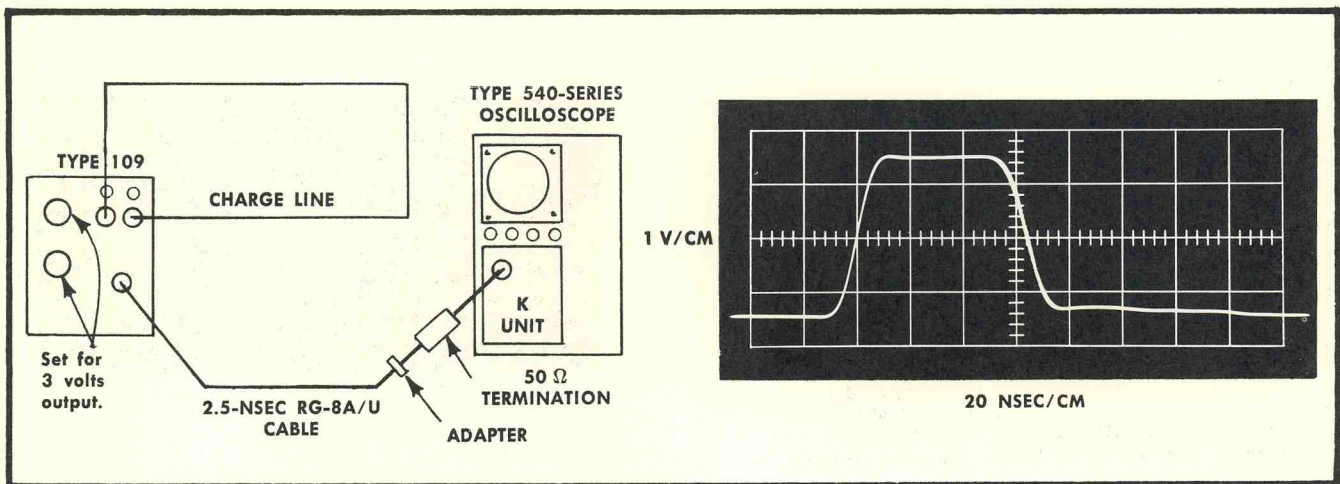 TYPE 109
CHARGE LINE
Set for
3 volts
output.
2.5-NSEC RG-8A/U
CABLE
ADAPTER
TYPE 540-SERIES
OSCILLOSCOPE
K
UNIT
50 Ω
TERMINATION
1 V/CM
20 NSEC/CM